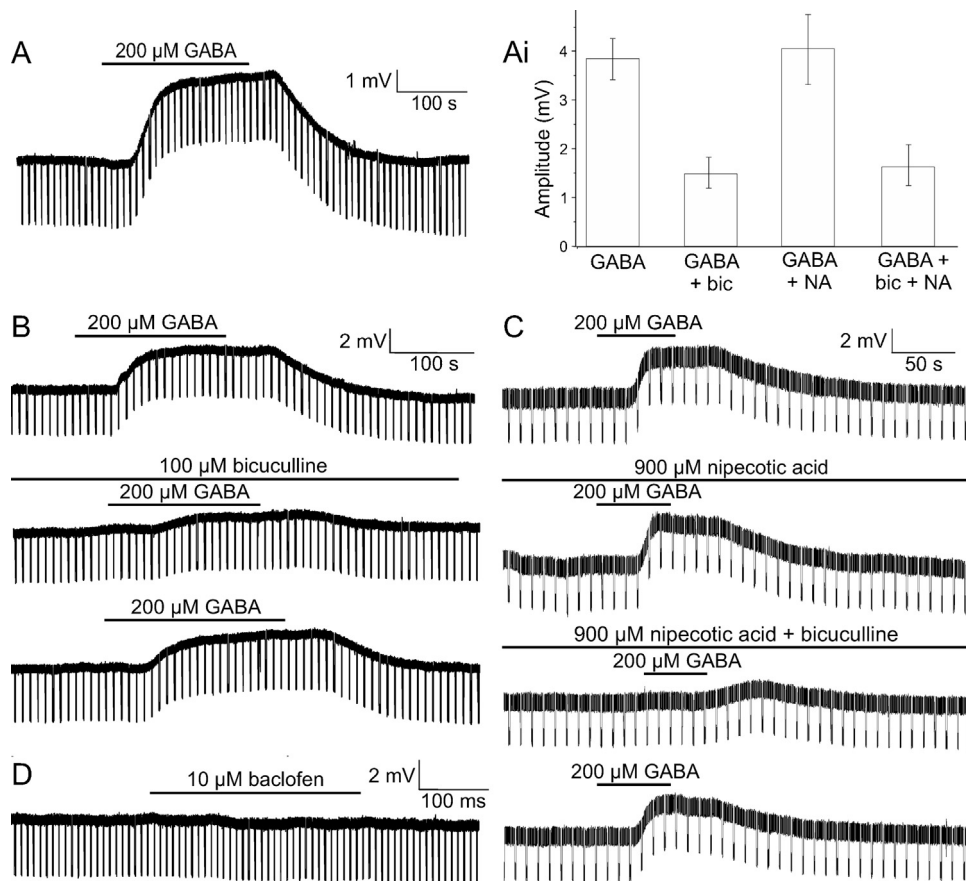 A
200 µM GABA
1 mV
100 s
Ai
Amplitude (mV)
4
3
2
1
0
GABA
GABA
+ bic
GABA
+ NA
GABA +
bic + NA
B
200 µM GABA
2 mV
100 s
100 µM bicuculline
200 µM GABA
200 µM GABA
C
200 µM GABA
2 mV
50 s
900 µM nipecotic acid
200 µM GABA
900 µM nipecotic acid + bicuculline
200 µM GABA
200 µM GABA
D
10 µM baclofen
2 mV
100 ms